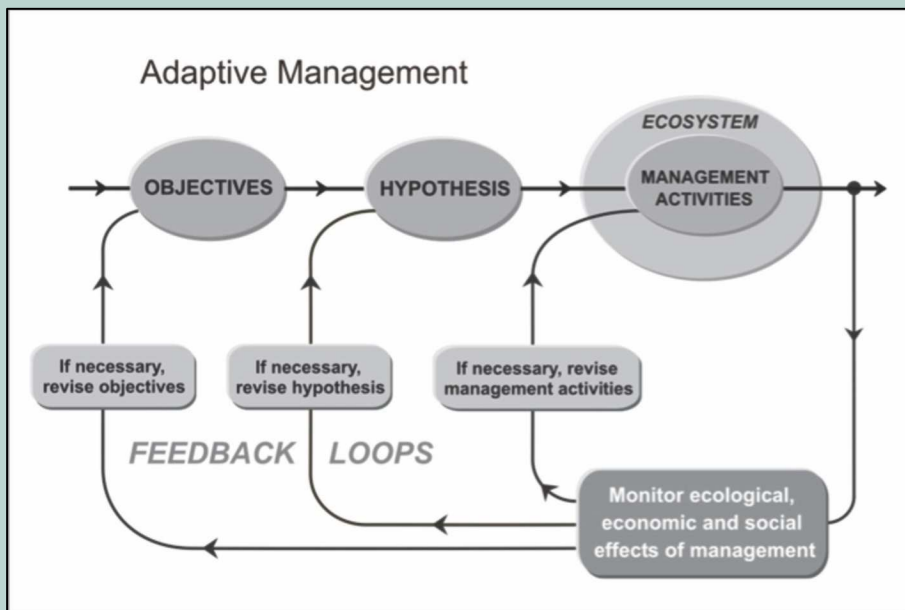 Adaptive Management
ECOSYSTEM
OBJECTIVES
HYPOTHESIS
MANAGEMENT
ACTIVITIES
If necessary,
revise objectives
If necessary,
revise hypothesis
If necessary, revise
management activities
FEEDBACK LOOPS
Monitor ecological,
economic and social
effects of management